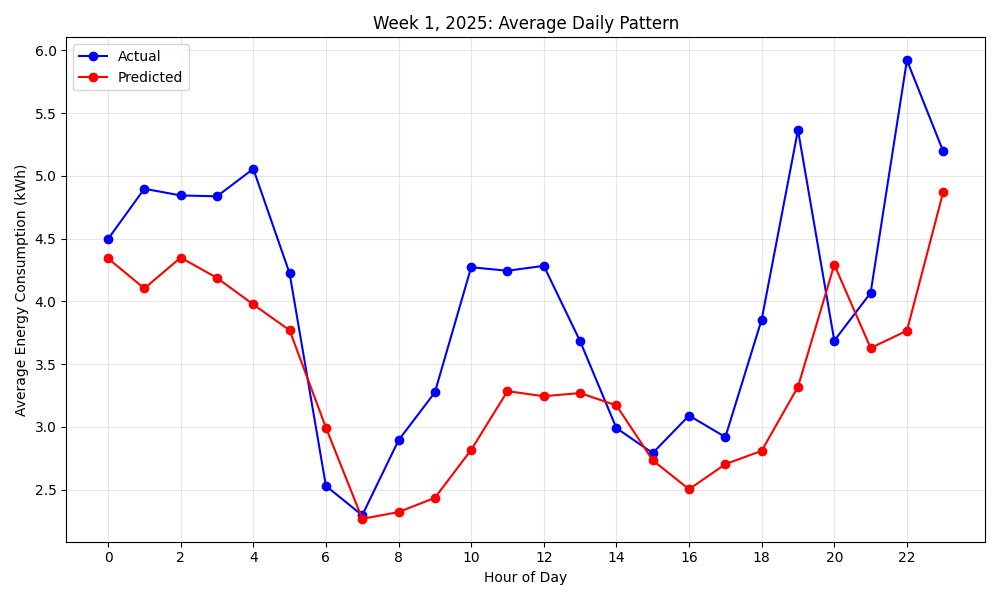 Week 1, 2025: Average Daily Pattern
Actual
Predicted
Average Energy Consumption (kWh)
6.0
5.5
5.0
4.5
4.0
3.5
3.0
2.5
0 2 4 6 8 10 12 14 16 18 20 22
Hour of Day